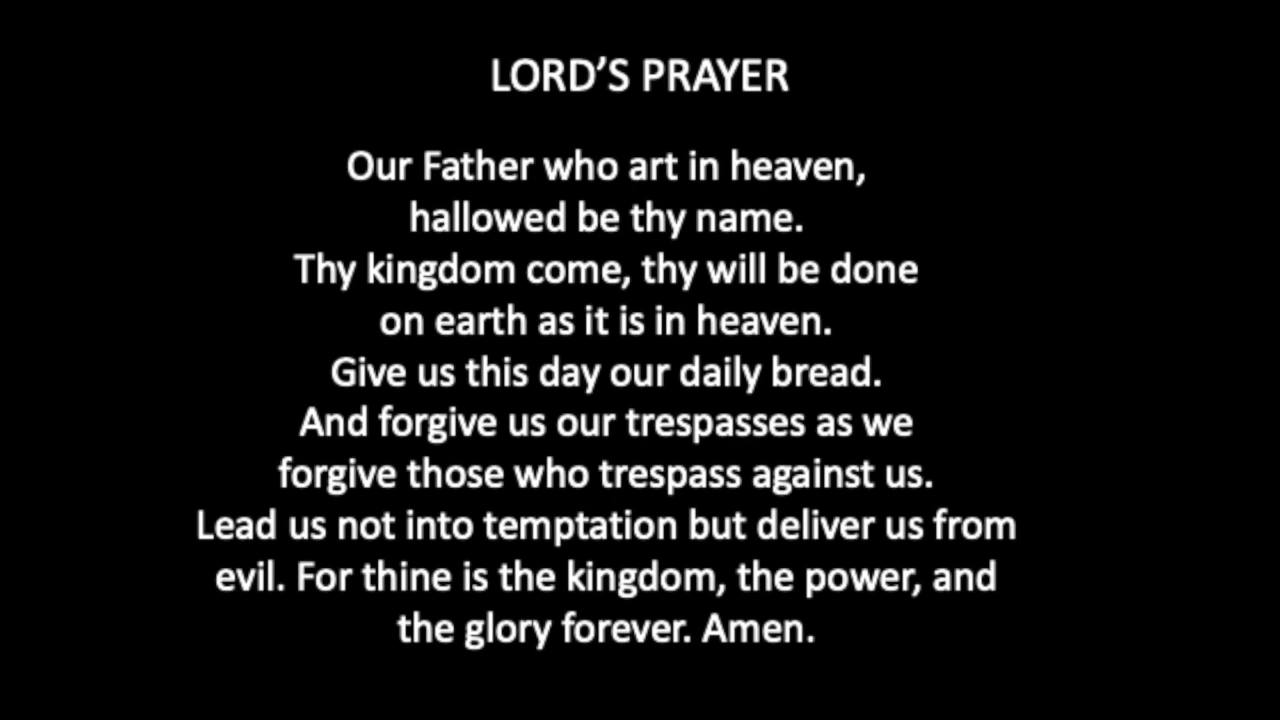 LORD’S PRAYER
Our Father who art in heaven,
hallowed be thy name.
Thy kingdom come, thy will be done
on earth as it is in heaven.
Give us this day our daily bread.
And forgive us our trespasses as we
forgive those who trespass against us.
Lead us not into temptation but deliver us from
evil. For thine is the kingdom, the power, and
the glory forever. Amen.